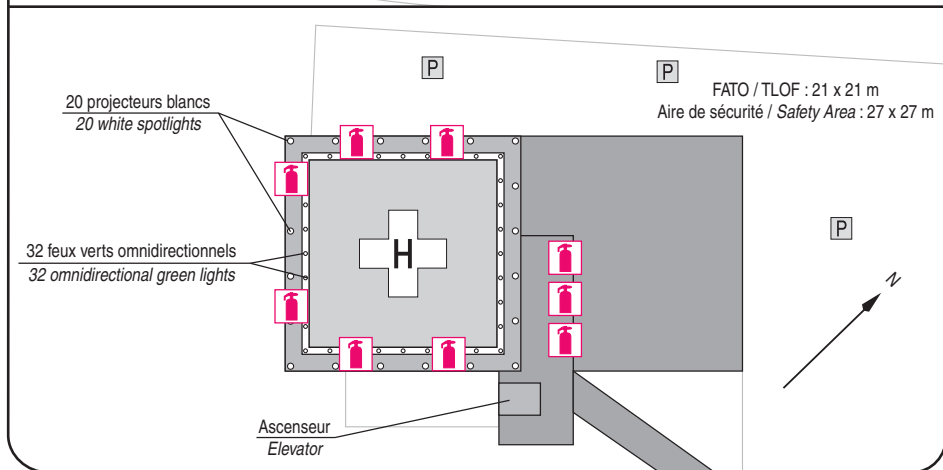 P
P
FATO / TLOF : 21 x 21 m
Aire de sécurité / Safety Area : 27 x 27 m
20 projecteurs blancs
20 white spotlights
P
32 feux verts omnidirectionnels
32 omnidirectional green lights
H
N
Ascenseur
Elevator